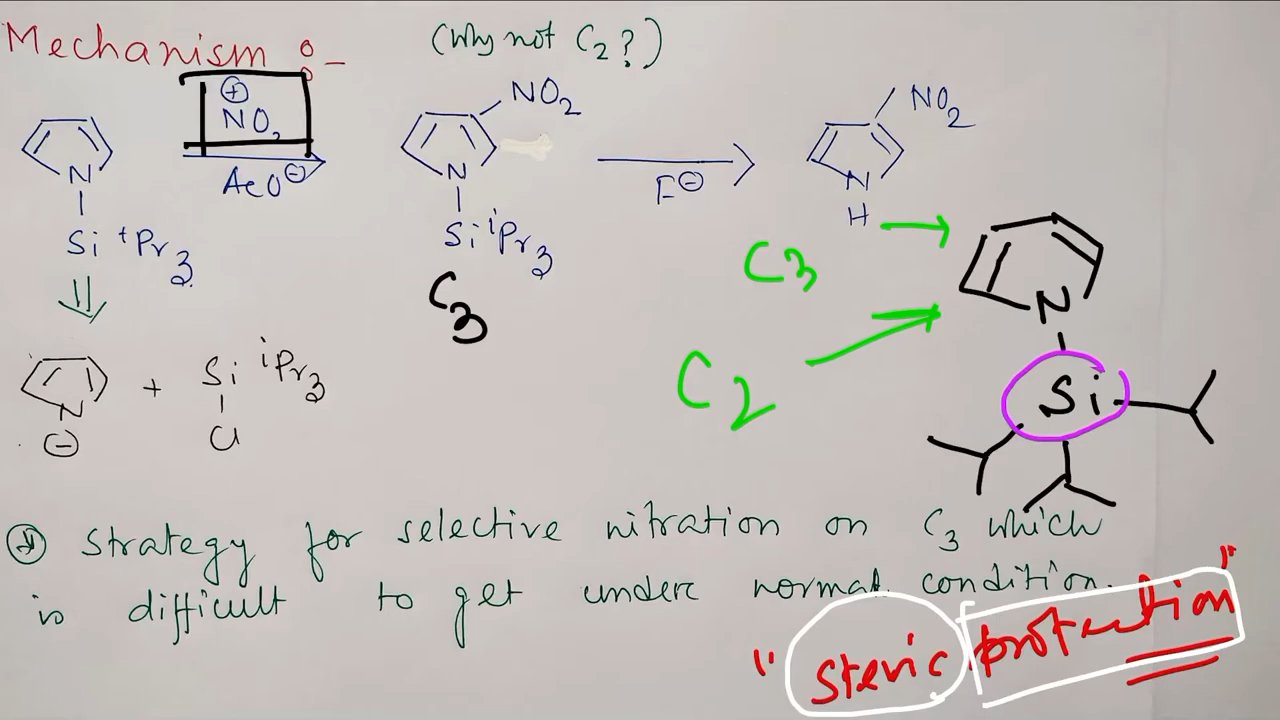 Mechanism :-
(Why not C2?)
⊕
NO2
AcO⊖
N
Si iPr3
NO2
N
Si iPr3
C3
F⊖
NO2
N
H
C3
C2
N
Si
N
⊖
+
Si iPr3
Cl
Strategy for selective nitration on C3 which
is difficult to get under normal condition.
"steric protection"